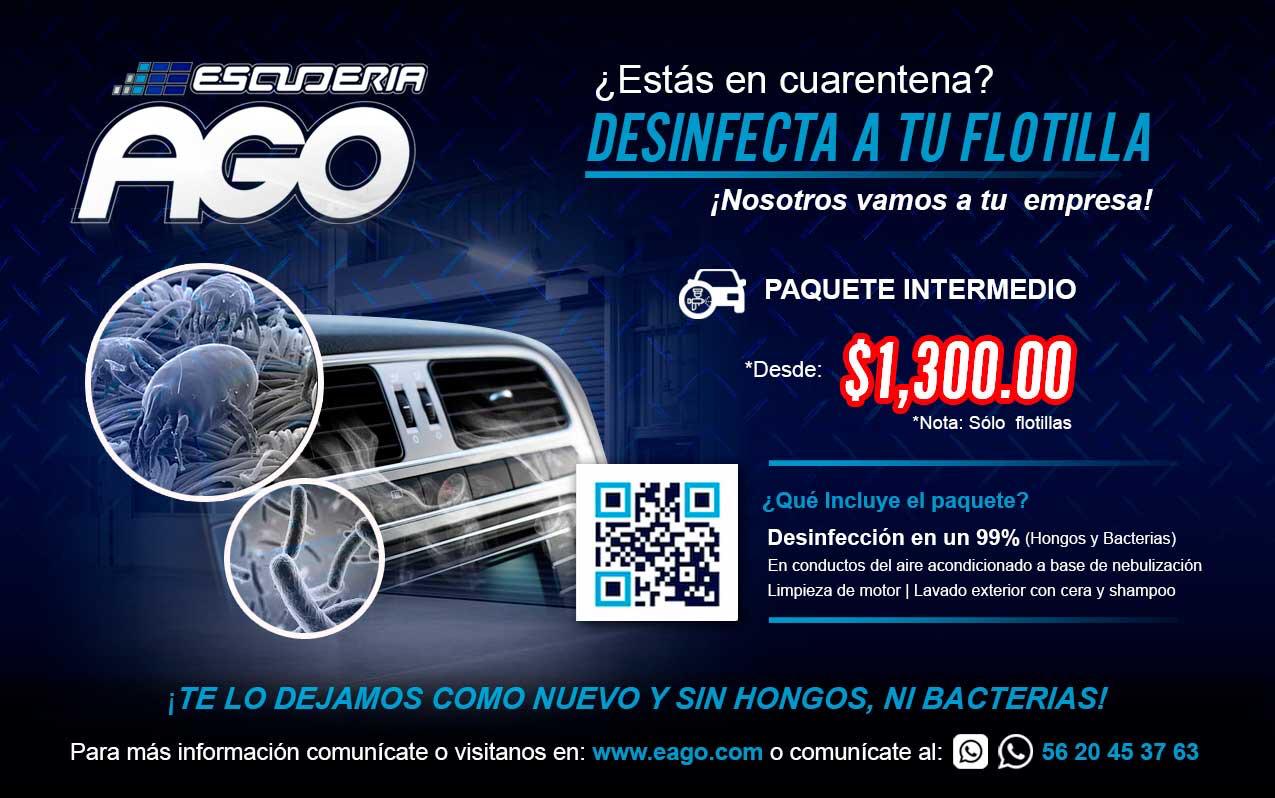 ESCUDERIA
AGO
¿Estás en cuarentena?
DESINFECTA A TU FLOTILLA
¡Nosotros vamos a tu empresa!
PAQUETE INTERMEDIO
*Desde: $1,300.00
*Nota: Sólo flotillas
¿Qué Incluye el paquete?
Desinfección en un 99% (Hongos y Bacterias)
En conductos del aire acondicionado a base de nebulización
Limpieza de motor | Lavado exterior con cera y shampoo
¡TE LO DEJAMOS COMO NUEVO Y SIN HONGOS, NI BACTERIAS!
Para más información comunícate o visitanos en: www.eago.com o comunícate al: 56 20 45 37 63